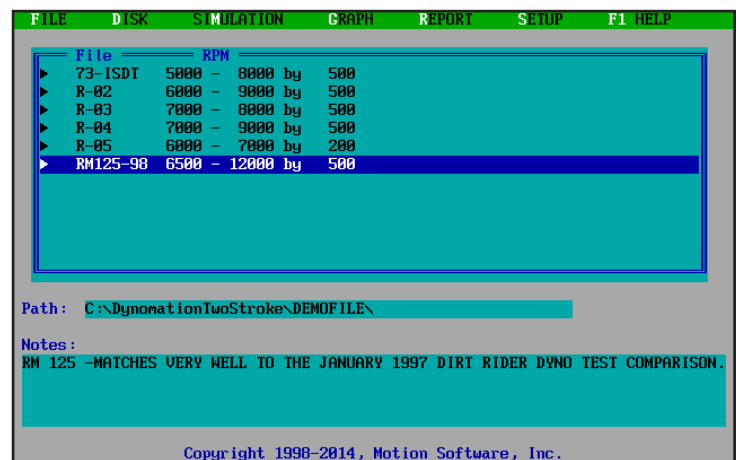 FILE DISK SIMULATION GRAPH REPORT SETUP F1 HELP
File RPM
73-ISDT 5000 - 8000 by 500
R-02 6000 - 9000 by 500
R-03 7000 - 8000 by 500
R-04 7000 - 9000 by 500
R-05 6000 - 7000 by 200
RM125-98 6500 - 12000 by 500
Path: C:\DynomationTwoStroke\DEMOFILE\
Notes:
RM 125 -MATCHES VERY WELL TO THE JANUARY 1997 DIRT RIDER DYNO TEST COMPARISON.
Copyright 1998-2014, Motion Software, Inc.